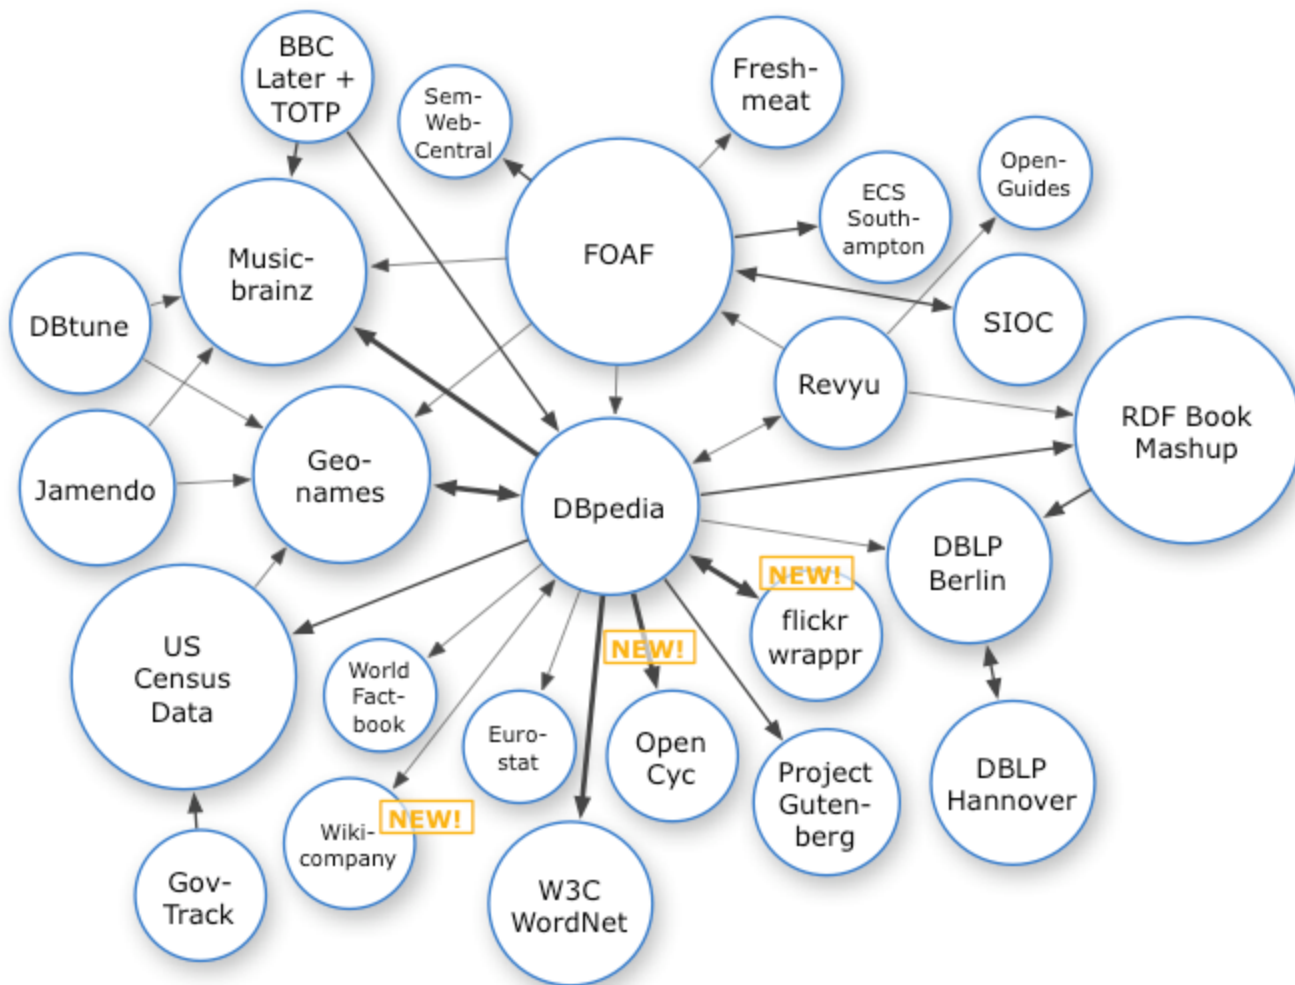 BBC
Later +
TOTP
Sem-
Web-
Central
Fresh-
meat
FOAF
ECS
South-
ampton
Open-
Guides
Music-
brainz
DBtune
SIOC
Revyu
RDF Book
Mashup
Geo-
names
Jamendo
DBpedia
DBLP
Berlin
NEW!
flickr
wrappr
US
Census
Data
NEW!
World
Fact-
book
Euro-
stat
Open
Cyc
Project
Guten-
berg
DBLP
Hannover
NEW!
Wiki-
company
Gov-
Track
W3C
WordNet